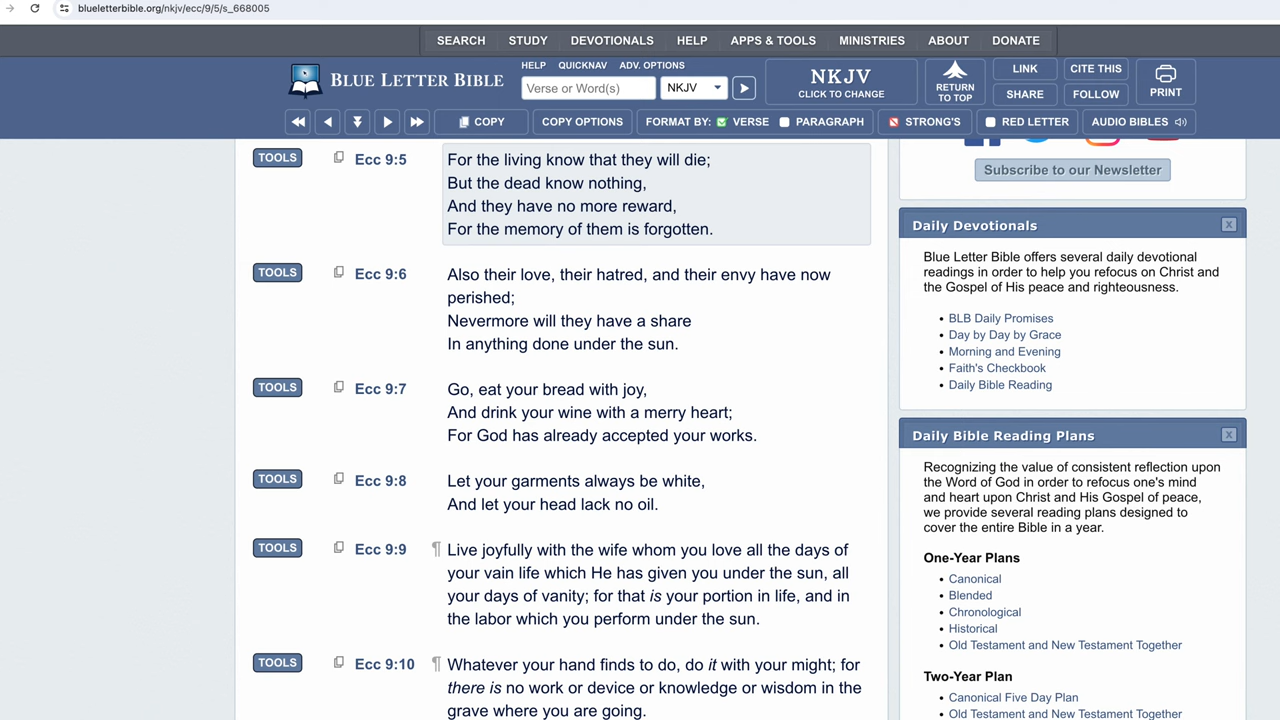 blueletterbible.org/nkjv/ecc/9/5/s_668005
SEARCH STUDY DEVOTIONALS HELP APPS & TOOLS MINISTRIES ABOUT DONATE
BLUE LETTER BIBLE
HELP QUICKNAV ADV. OPTIONS
Verse or Word(s) NKJV
NKJV
CLICK TO CHANGE
RETURN
TO TOP
LINK CITE THIS
SHARE FOLLOW
PRINT
COPY COPY OPTIONS FORMAT BY: VERSE PARAGRAPH STRONG'S RED LETTER AUDIO BIBLES
TOOLS Ecc 9:5 For the living know that they will die;
But the dead know nothing,
And they have no more reward,
For the memory of them is forgotten.
TOOLS Ecc 9:6 Also their love, their hatred, and their envy have now
perished;
Nevermore will they have a share
In anything done under the sun.
TOOLS Ecc 9:7 Go, eat your bread with joy,
And drink your wine with a merry heart;
For God has already accepted your works.
TOOLS Ecc 9:8 Let your garments always be white,
And let your head lack no oil.
TOOLS Ecc 9:9 ¶ Live joyfully with the wife whom you love all the days of
your vain life which He has given you under the sun, all
your days of vanity; for that is your portion in life, and in
the labor which you perform under the sun.
TOOLS Ecc 9:10 ¶ Whatever your hand finds to do, do it with your might; for
there is no work or device or knowledge or wisdom in the
grave where you are going.
Subscribe to our Newsletter
Daily Devotionals x
Blue Letter Bible offers several daily devotional
readings in order to help you refocus on Christ and
the Gospel of His peace and righteousness.
• BLB Daily Promises
• Day by Day by Grace
• Morning and Evening
• Faith's Checkbook
• Daily Bible Reading
Daily Bible Reading Plans x
Recognizing the value of consistent reflection upon
the Word of God in order to refocus one's mind
and heart upon Christ and His Gospel of peace,
we provide several reading plans designed to
cover the entire Bible in a year.
One-Year Plans
• Canonical
• Blended
• Chronological
• Historical
• Old Testament and New Testament Together
Two-Year Plan
• Canonical Five Day Plan
• Old Testament and New Testament Together